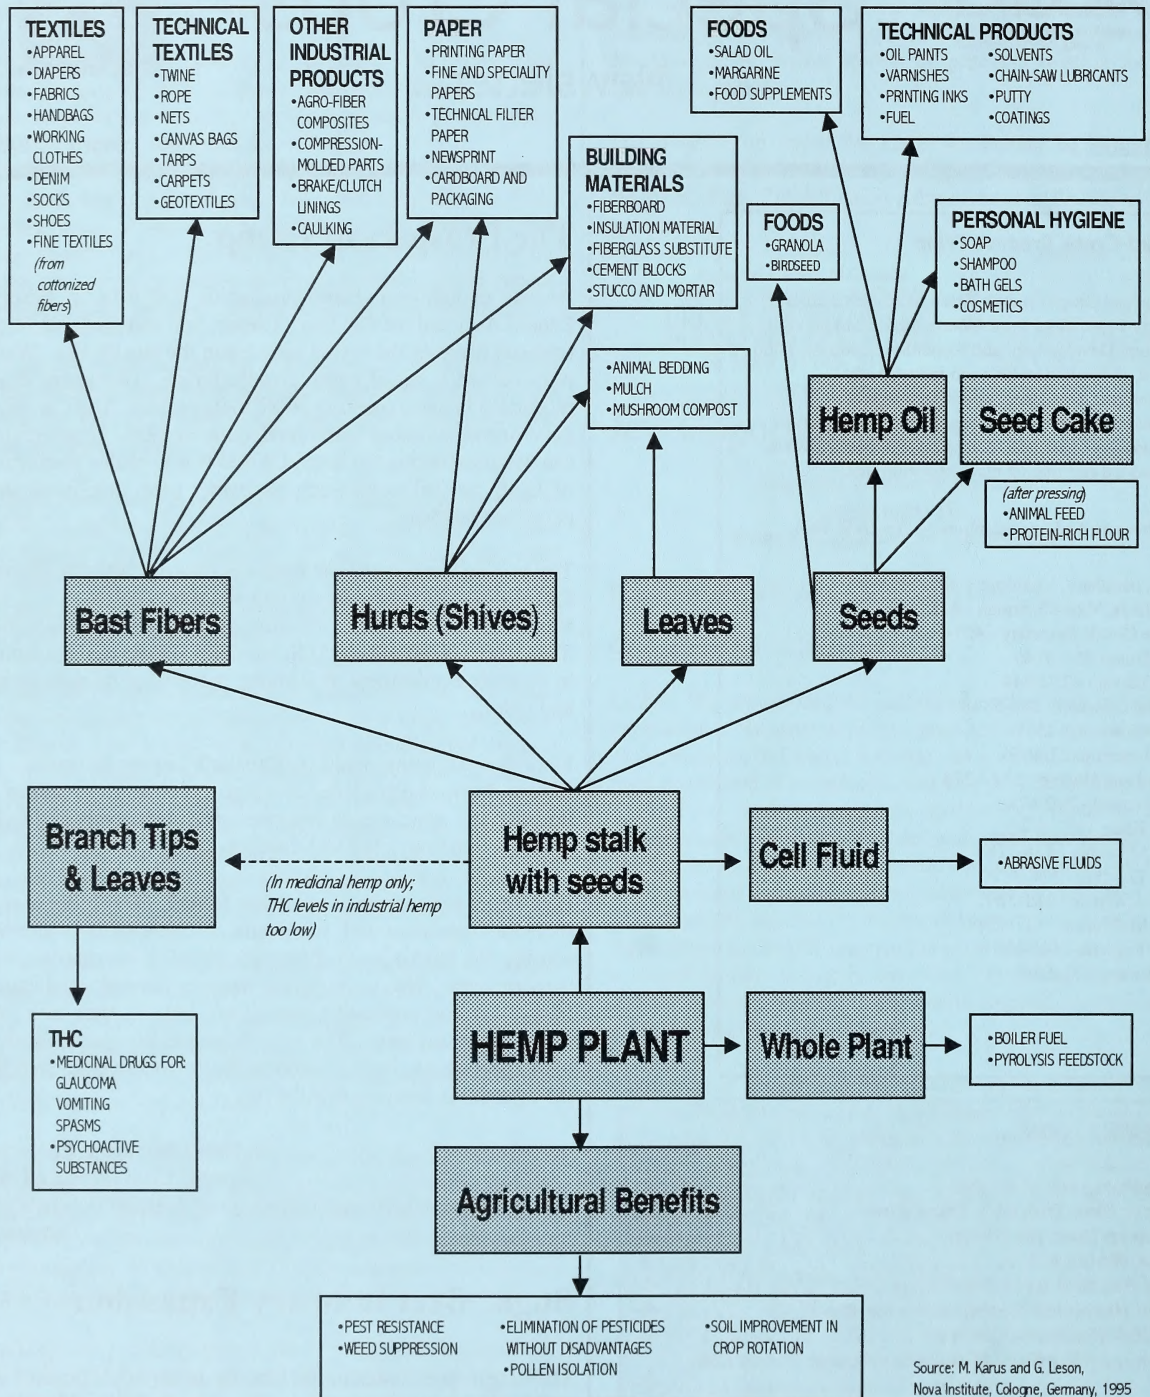 TEXTILES
•APPAREL
•DIAPERS
•FABRICS
•HANDBAGS
•WORKING
CLOTHES
•DENIM
•SOCKS
•SHOES
•FINE TEXTILES
(from
cottonized
fibers)
TECHNICAL
TEXTILES
•TWINE
•ROPE
•NETS
•CANVAS BAGS
•TARPS
•CARPETS
•GEOTEXTILES
OTHER
INDUSTRIAL
PRODUCTS
•AGRO-FIBER
COMPOSITES
•COMPRESSION-
MOLDED PARTS
•BRAKE/CLUTCH
LININGS
•CAULKING
PAPER
•PRINTING PAPER
•FINE AND SPECIALITY
PAPERS
•TECHNICAL FILTER
PAPER
•NEWSPRINT
•CARDBOARD AND
PACKAGING
BUILDING
MATERIALS
•FIBERBOARD
•INSULATION MATERIAL
•FIBERGLASS SUBSTITUTE
•CEMENT BLOCKS
•STUCCO AND MORTAR
FOODS
•SALAD OIL
•MARGARINE
•FOOD SUPPLEMENTS
TECHNICAL PRODUCTS
•OIL PAINTS
•VARNISHES
•PRINTING INKS
•FUEL
•SOLVENTS
•CHAIN-SAW LUBRICANTS
•PUTTY
•COATINGS
FOODS
•GRANOLA
•BIRDSEED
PERSONAL HYGIENE
•SOAP
•SHAMPOO
•BATH GELS
•COSMETICS
•ANIMAL BEDDING
•MULCH
•MUSHROOM COMPOST
Hemp Oil
Seed Cake
(after pressing)
•ANIMAL FEED
•PROTEIN-RICH FLOUR
Bast Fibers
Hurds (Shives)
Leaves
Seeds
Branch Tips
& Leaves
(In medicinal hemp only;
THC levels in industrial hemp
too low)
Hemp stalk
with seeds
Cell Fluid
•ABRASIVE FLUIDS
THC
•MEDICINAL DRUGS FOR:
GLAUCOMA
VOMITING
SPASMS
•PSYCHOACTIVE
SUBSTANCES
HEMP PLANT
Whole Plant
•BOILER FUEL
•PYROLYSIS FEEDSTOCK
Agricultural Benefits
•PEST RESISTANCE
•WEED SUPPRESSION
•ELIMINATION OF PESTICIDES
WITHOUT DISADVANTAGES
•POLLEN ISOLATION
•SOIL IMPROVEMENT IN
CROP ROTATION
Source: M. Karus and G. Leson,
Nova Institute, Cologne, Germany, 1995